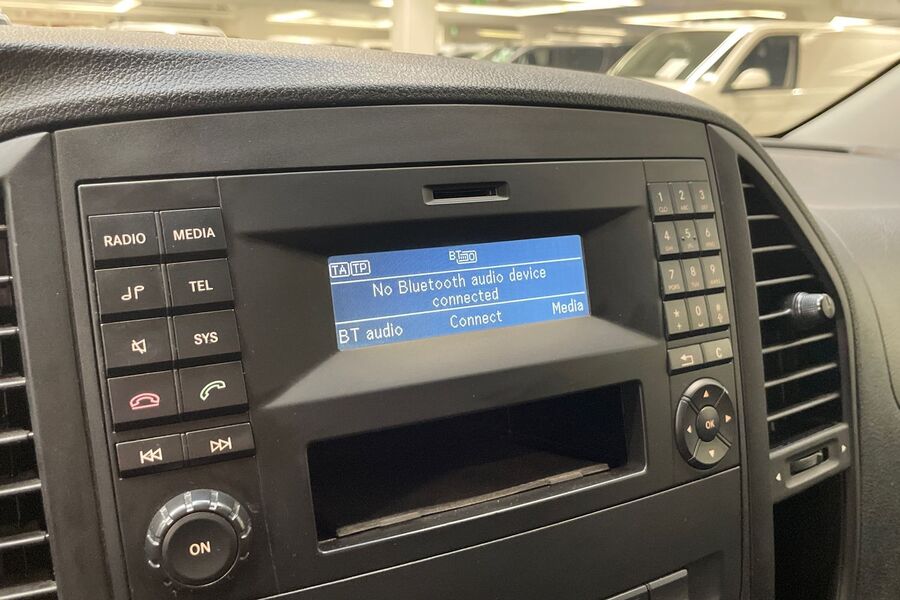 RADIO MEDIA
TEL
SYS
ON
TA TP BT
No Bluetooth audio device
connected
BT audio Connect Media
1 2 3
ABC
4 5 6
7 8 9
* 0 #
C
OK